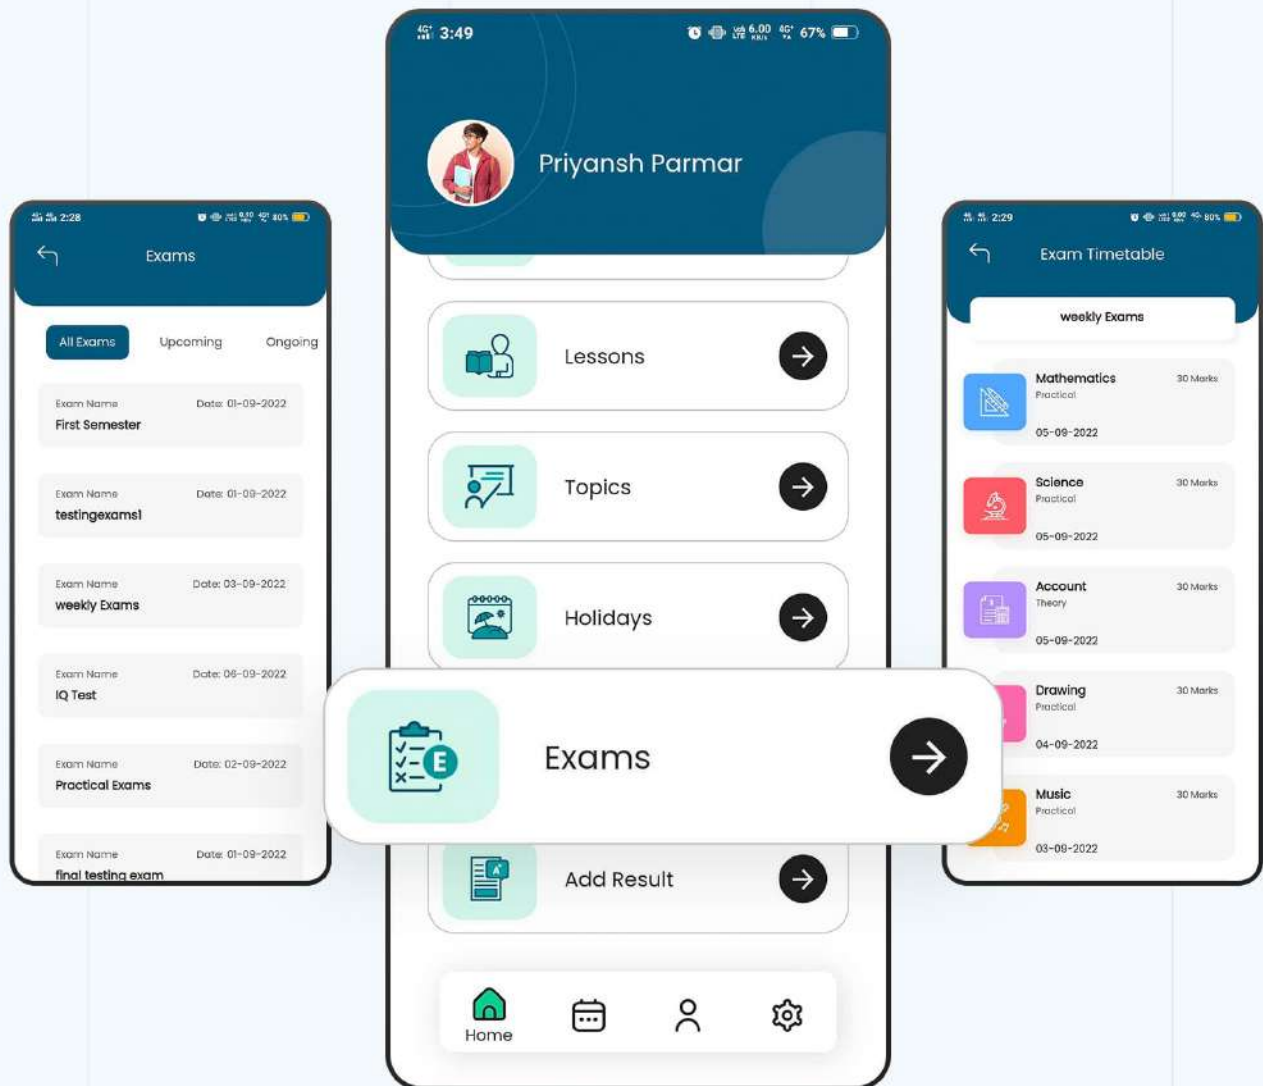 3:49
6.00
KB/s
67%
Priyansh Parmar
Lessons
Topics
Holidays
Exams
E
Add Result
A+
Home
2:28
80%
Exams
All Exams Upcoming Ongoing
Exam Name Date: 01-09-2022
First Semester
Exam Name Date: 01-09-2022
testingexams1
Exam Name Date: 03-09-2022
weekly Exams
Exam Name Date: 06-09-2022
IQ Test
Exam Name Date: 02-09-2022
Practical Exams
Exam Name Date: 01-09-2022
final testing exam
2:29
80%
Exam Timetable
weekly Exams
Mathematics 30 Marks
Practical
05-09-2022
Science 30 Marks
Practical
05-09-2022
Account 30 Marks
Theory
05-09-2022
Drawing 30 Marks
Practical
04-09-2022
Music 30 Marks
Practical
03-09-2022